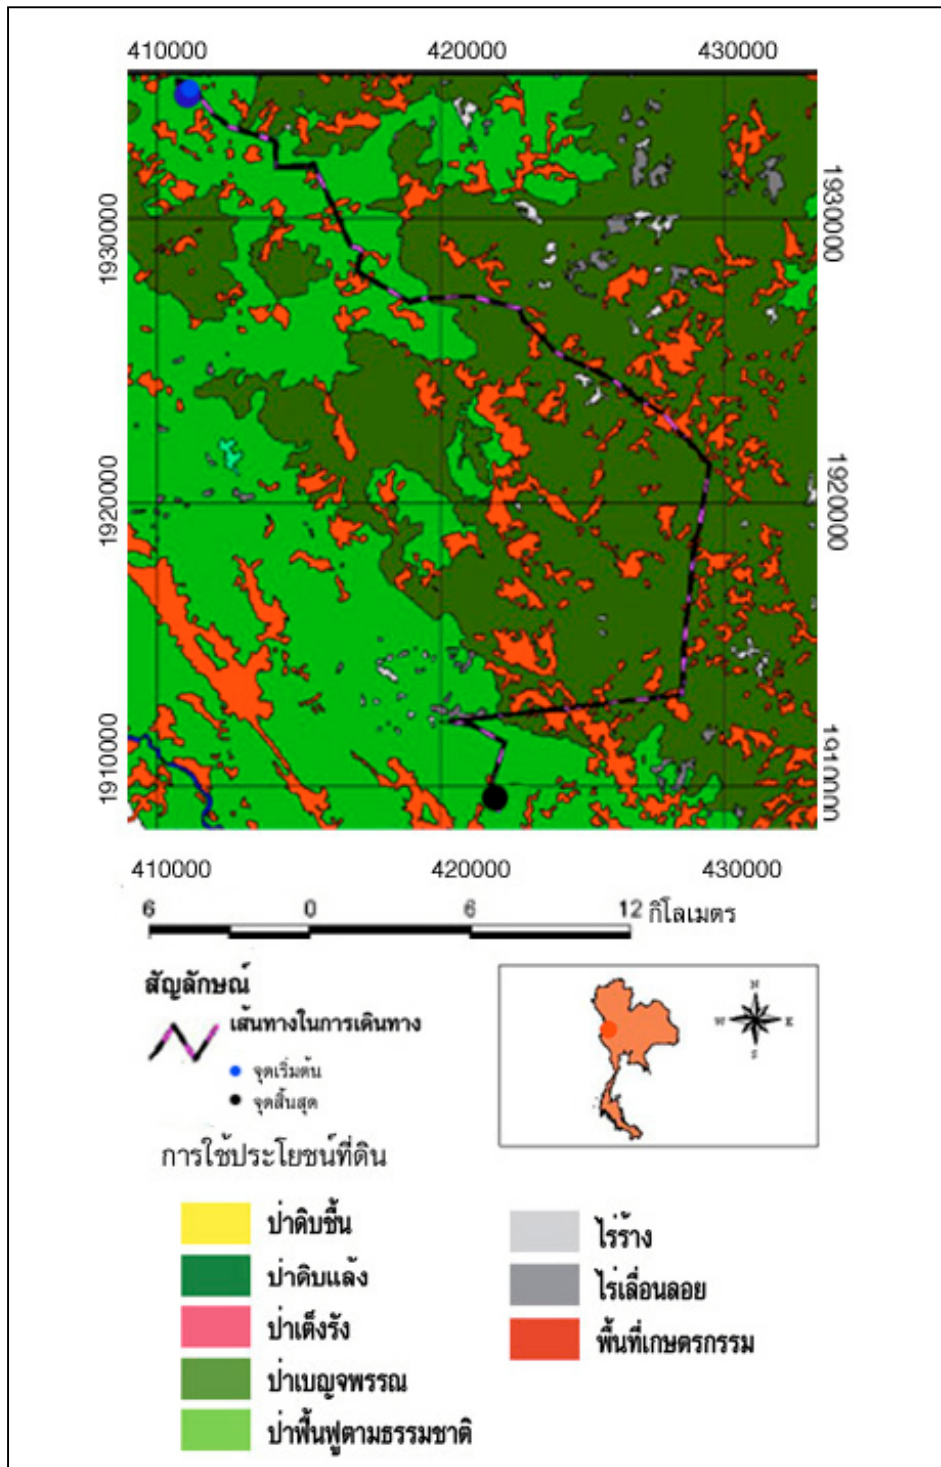 410000 420000 430000
1930000 1930000
1920000 1920000
1910000 1910000
410000 420000 430000
6 0 6 12 กิโลเมตร
สัญลักษณ์
เส้นทางในการเดินทาง
จุดเริ่มต้น
จุดสิ้นสุด
N
W E
S
การใช้ประโยชน์ที่ดิน
ป่าดิบชื้น
ป่าดิบแล้ง
ป่าเต็งรัง
ป่าเบญจพรรณ
ป่าฟื้นฟูตามธรรมชาติ
ไร่ร้าง
ไร่เลื่อนลอย
พื้นที่เกษตรกรรม